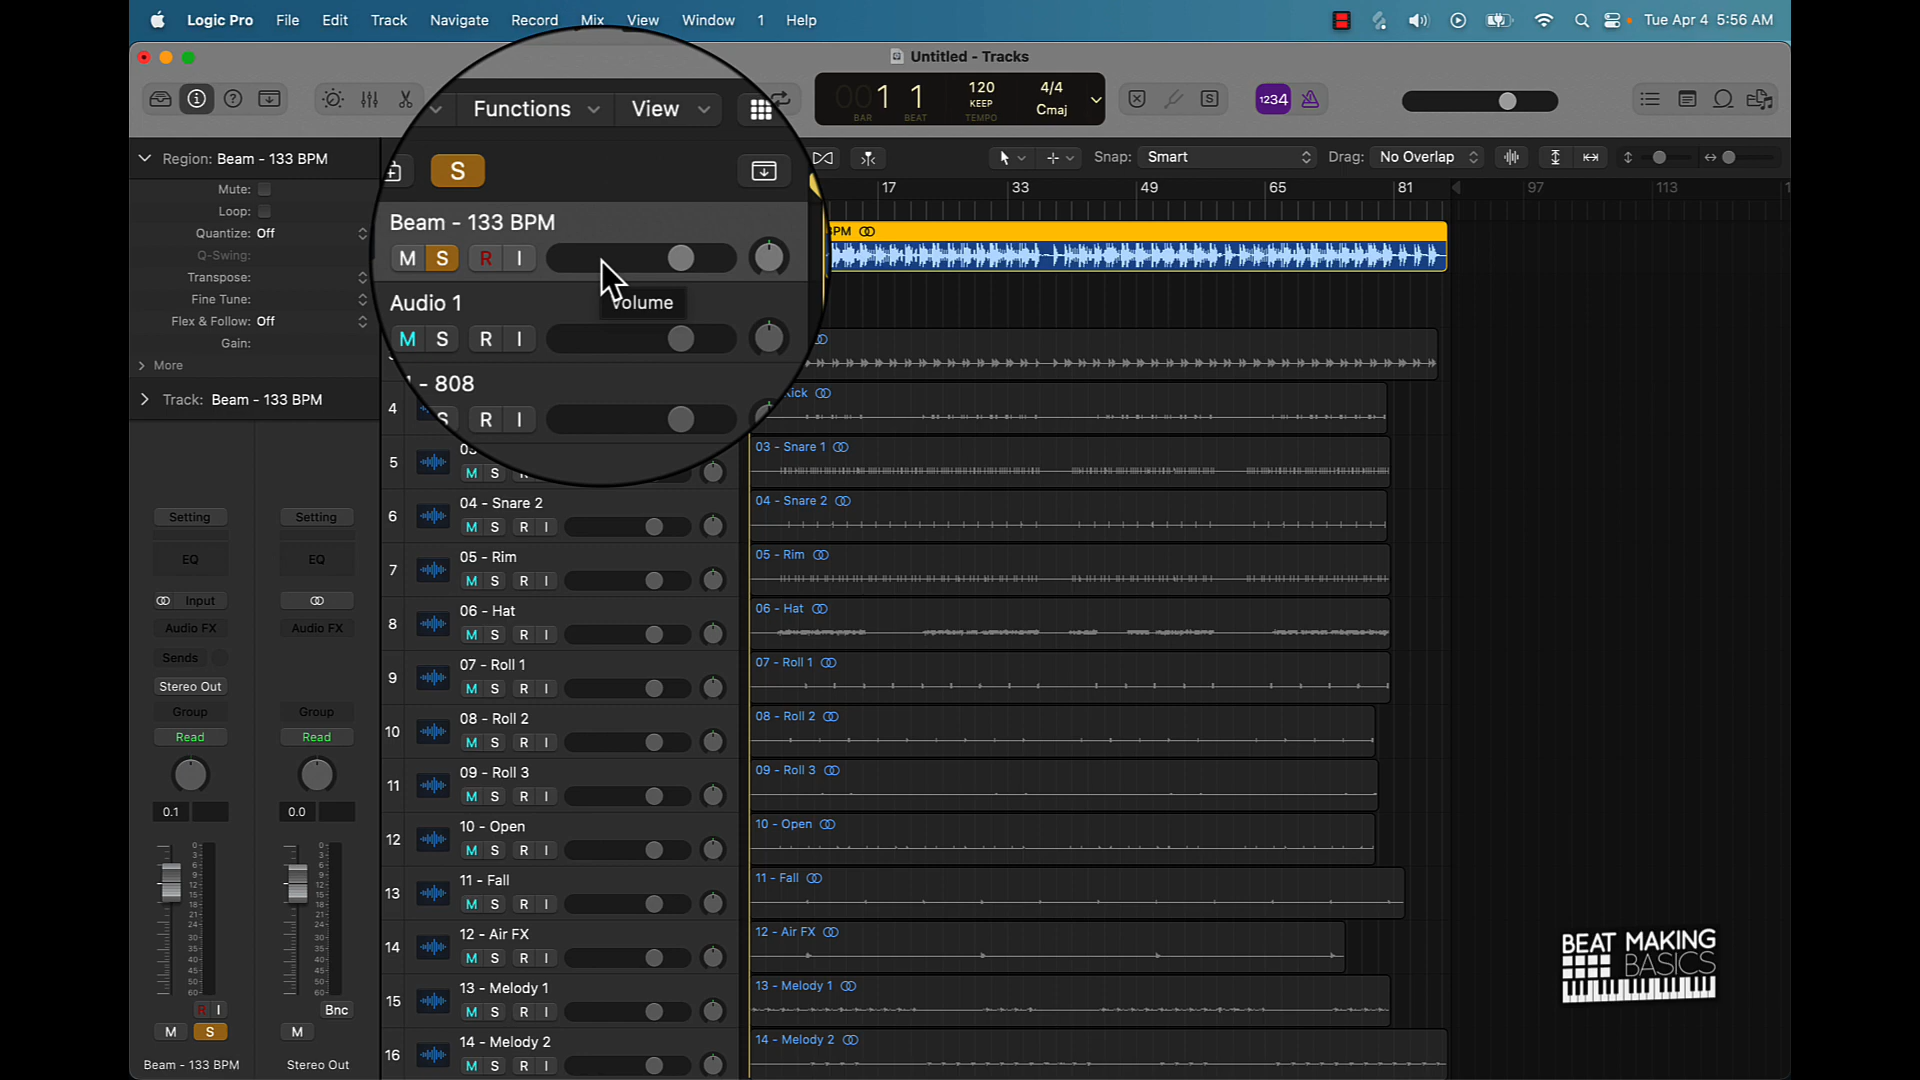 Logic Pro File Edit Track Navigate Record Mix View Window 1 Help Tue Apr 4 5:56 AM
Untitled - Tracks
Functions View
001 1 120 4/4
KEEP Cmaj
BAR BEAT TEMPO
1234
S
Region: Beam - 133 BPM
Snap: Smart Drag: No Overlap
17 33 49 65 81 97 113
Mute:
Loop:
Quantize: Off
Q-Swing:
Transpose:
Fine Tune:
Flex & Follow: Off
Gain:
More
Track: Beam - 133 BPM
Beam - 133 BPM
M S R I
Volume
Audio 1
M S R I
- 808
S R I
BPM
Kick
03 - Snare 1
04 - Snare 2
05 - Rim
06 - Hat
07 - Roll 1
08 - Roll 2
09 - Roll 3
10 - Open
11 - Fall
12 - Air FX
13 - Melody 1
14 - Melody 2
4
5 M S
6 04 - Snare 2
M S R I
7 05 - Rim
M S R I
8 06 - Hat
M S R I
9 07 - Roll 1
M S R I
10 08 - Roll 2
M S R I
11 09 - Roll 3
M S R I
12 10 - Open
M S R I
13 11 - Fall
M S R I
14 12 - Air FX
M S R I
15 13 - Melody 1
M S R I
16 14 - Melody 2
M S R I
Setting Setting
EQ EQ
Input
Audio FX Audio FX
Sends
Stereo Out
Group Group
Read Read
0.1 0.0
R I Bnc
M S M
Beam - 133 BPM Stereo Out
BEAT MAKING
BASICS